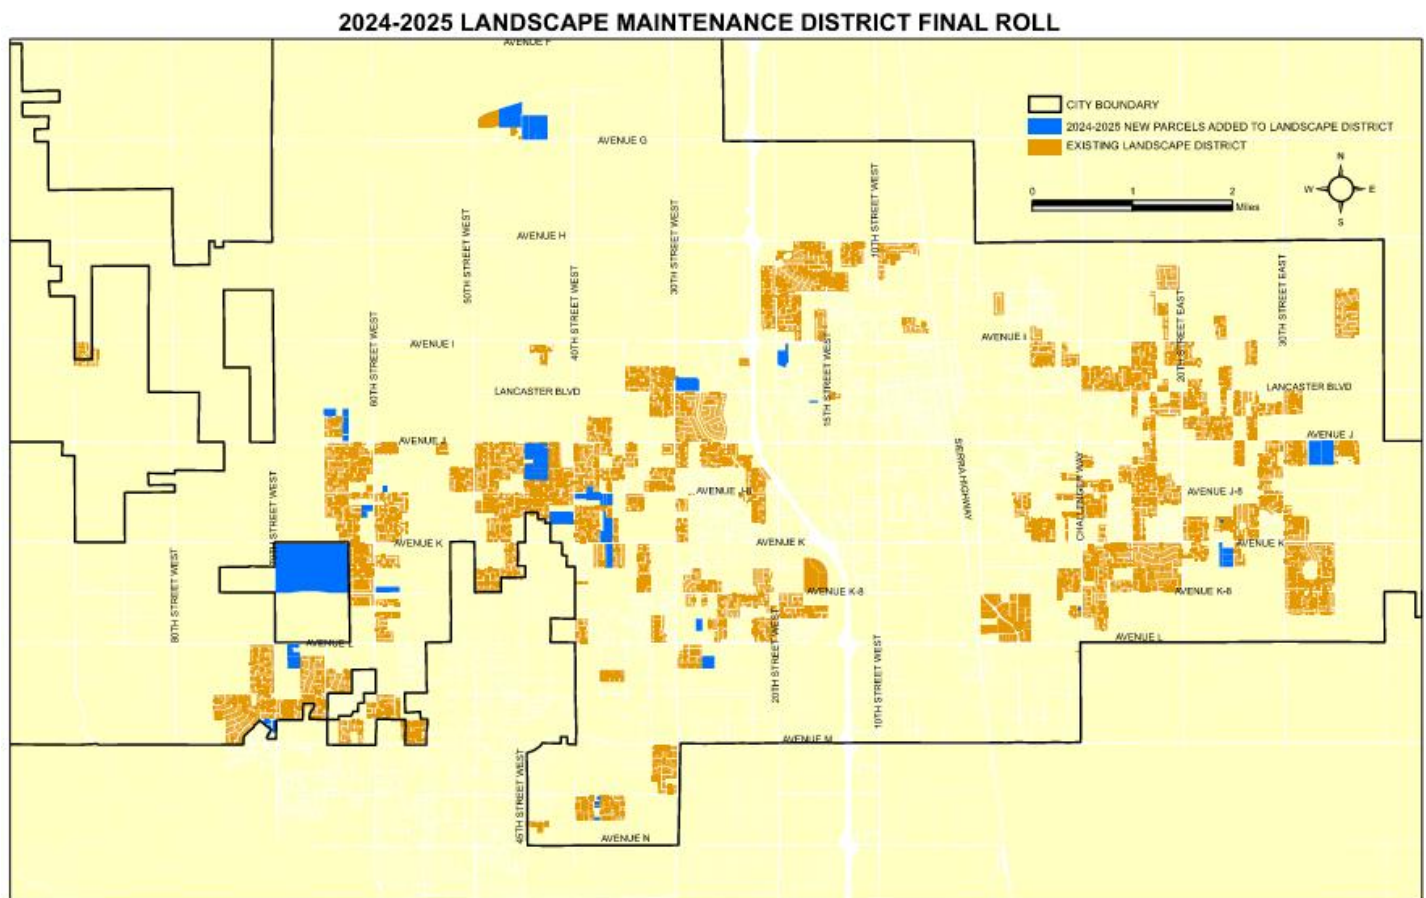 2024-2025 LANDSCAPE MAINTENANCE DISTRICT FINAL ROLL
AVENUE F
CITY BOUNDARY
2024-2025 NEW PARCELS ADDED TO LANDSCAPE DISTRICT
EXISTING LANDSCAPE DISTRICT
AVENUE G
N
W
E
S
0
1
2
Miles
10TH STREET WEST
50TH STREET WEST
AVENUE H
30TH STREET WEST
40TH STREET WEST
30TH STREET EAST
20TH STREET EAST
60TH STREET WEST
AVENUE I
AVENUE I
15TH STREET WEST
LANCASTER BLVD
LANCASTER BLVD
AVENUE J
AVENUE J
SIERRA HIGHWAY
CHALLENGER WAY
70TH STREET WEST
AVENUE J-8
AVENUE J-8
AVENUE K
AVENUE K
AVENUE K
80TH STREET WEST
AVENUE K-8
AVENUE K-8
20TH STREET WEST
AVENUE L
AVENUE L
10TH STREET WEST
AVENUE M
45TH STREET WEST
AVENUE N